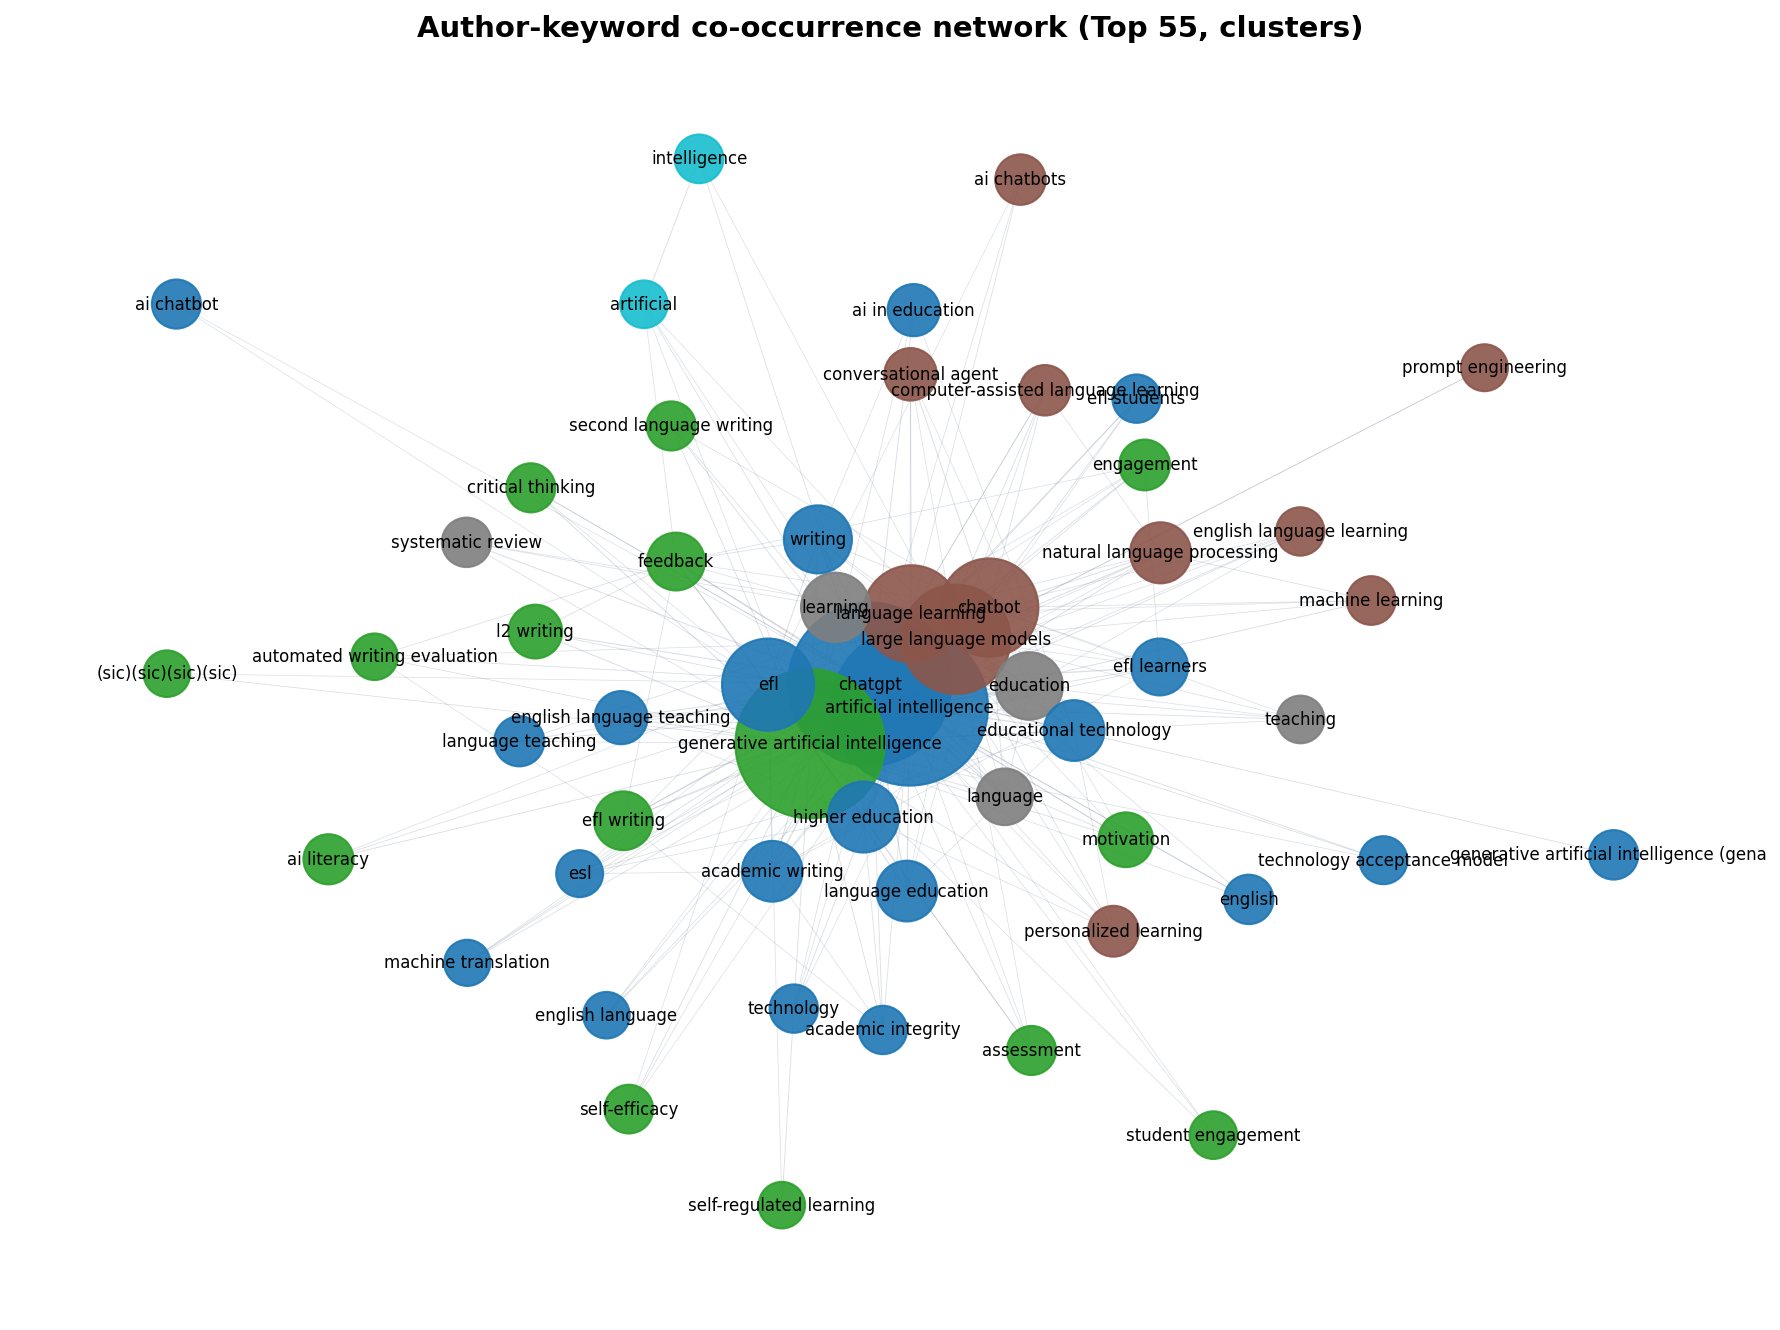 Author-keyword co-occurrence network (Top 55, clusters)
intelligence
ai chatbots
ai chatbot
artificial
ai in education
prompt engineering
conversational agent
computer-assisted language learning
efl students
second language writing
engagement
critical thinking
english language learning
systematic review
writing
natural language processing
feedback
machine learning
learning
chatbot
language learning
l2 writing
large language models
automated writing evaluation
efl learners
(sic)(sic)(sic)(sic)
efl
chatgpt
education
artificial intelligence
english language teaching
teaching
educational technology
language teaching
generative artificial intelligence
language
higher education
efl writing
motivation
generative artificial intelligence (gena
ai literacy
technology acceptance model
esl
academic writing
language education
english
personalized learning
machine translation
technology
english language
academic integrity
assessment
self-efficacy
student engagement
self-regulated learning